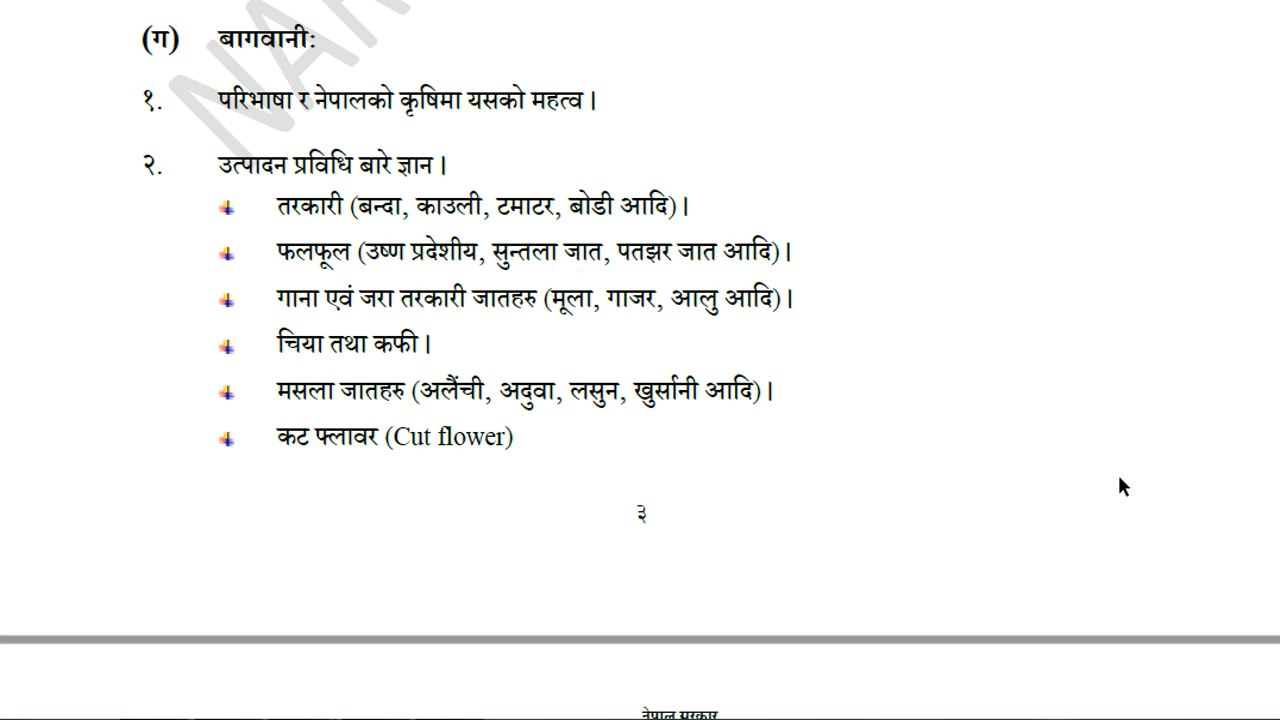 NAR
(ग) बागवानी:
१. परिभाषा र नेपालको कृषिमा यसको महत्व ।
२. उत्पादन प्रविधि बारे ज्ञान ।
तरकारी (बन्दा, काउली, टमाटर, बोडी आदि) ।
फलफूल (उष्ण प्रदेशीय, सुन्तला जात, पतझर जात आदि) ।
गाना एवं जरा तरकारी जातहरु (मूला, गाजर, आलु आदि) ।
चिया तथा कफी ।
मसला जातहरु (अलैंची, अदुवा, लसुन, खुर्सानी आदि) ।
कट फ्लावर (Cut flower)
३
नेपाल सरकार